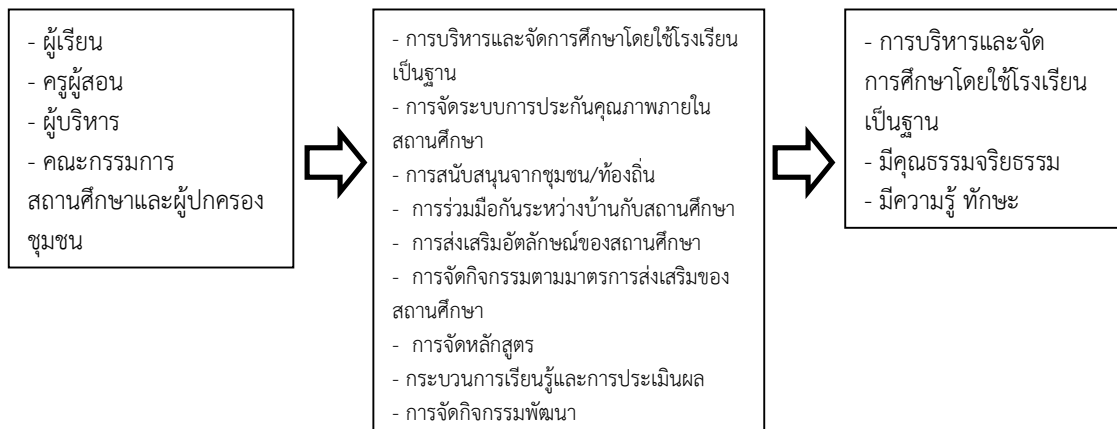 - ผู้เรียน
- ครูผู้สอน
- ผู้บริหาร
- คณะกรรมการ
สถานศึกษาและผู้ปกครอง
ชุมชน
- การบริหารและจัดการศึกษาโดยใช้โรงเรียน
เป็นฐาน
- การจัดระบบการประกันคุณภาพภายใน
สถานศึกษา
- การสนับสนุนจากชุมชน/ท้องถิ่น
- การร่วมมือกันระหว่างบ้านกับสถานศึกษา
- การส่งเสริมอัตลักษณ์ของสถานศึกษา
- การจัดกิจกรรมตามมาตรการส่งเสริมของ
สถานศึกษา
- การจัดหลักสูตร
- กระบวนการเรียนรู้และการประเมินผล
- การจัดกิจกรรมพัฒนา
- การบริหารและจัด
การศึกษาโดยใช้โรงเรียน
เป็นฐาน
- มีคุณธรรมจริยธรรม
- มีความรู้ ทักษะ